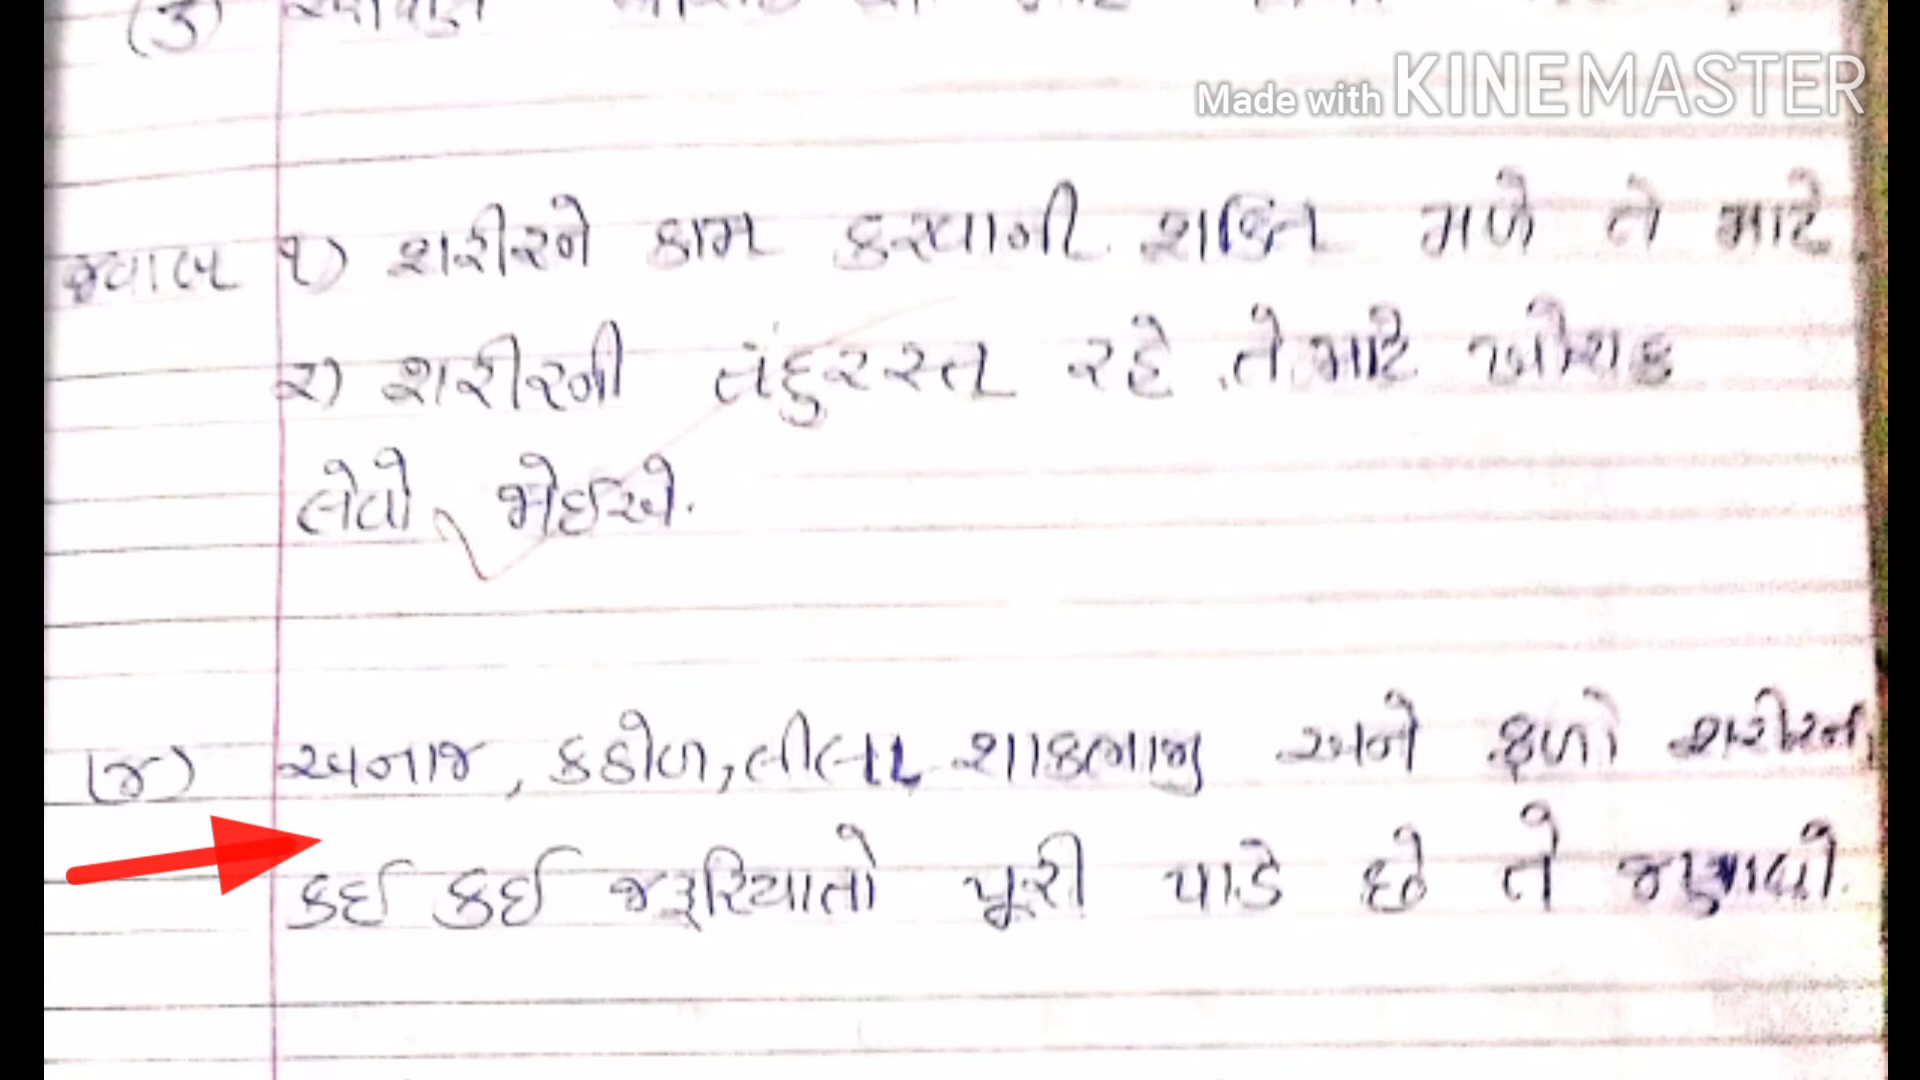 (૩)
Made with KINEMASTER
જવાબ ૧) શરીરને કામ કરવાની શક્તિ મળે તે માટે
૨) શરીરની તંદુરસ્ત રહે તે માટે ખોરાક
લેવો જોઈએ.
(૪) અનાજ, કઠોળ, લીલા શાકભાજી અને ફળો શરીરની
કઈ કઈ જરૂરિયાતો પૂરી પાડે છે તે જણાવો.